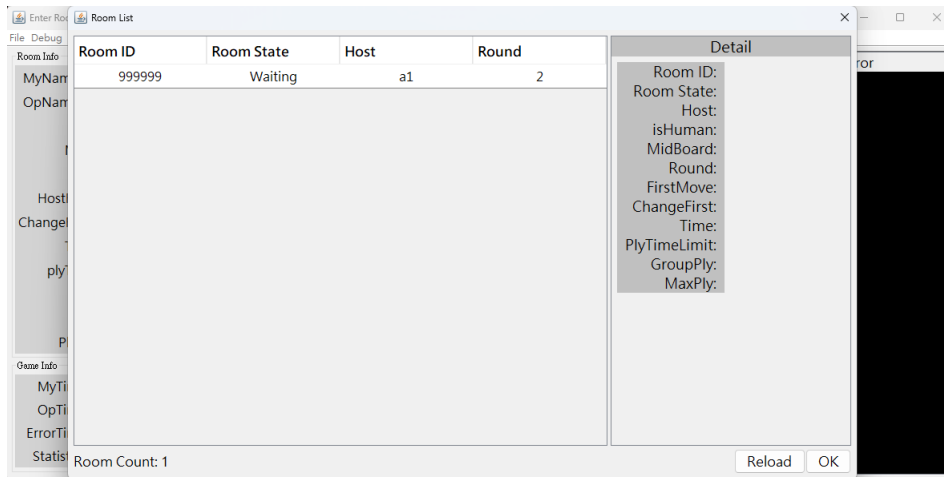 Enter Roo
Room List
File Debug
Room Info
MyNam
OpNam
Host
Change
ply
P
Game Info
MyTi
OpTi
ErrorTi
Statist
Room ID Room State Host Round
999999 Waiting a1 2
Detail
Room ID:
Room State:
Host:
isHuman:
MidBoard:
Round:
FirstMove:
ChangeFirst:
Time:
PlyTimeLimit:
GroupPly:
MaxPly:
ror
Room Count: 1
Reload OK